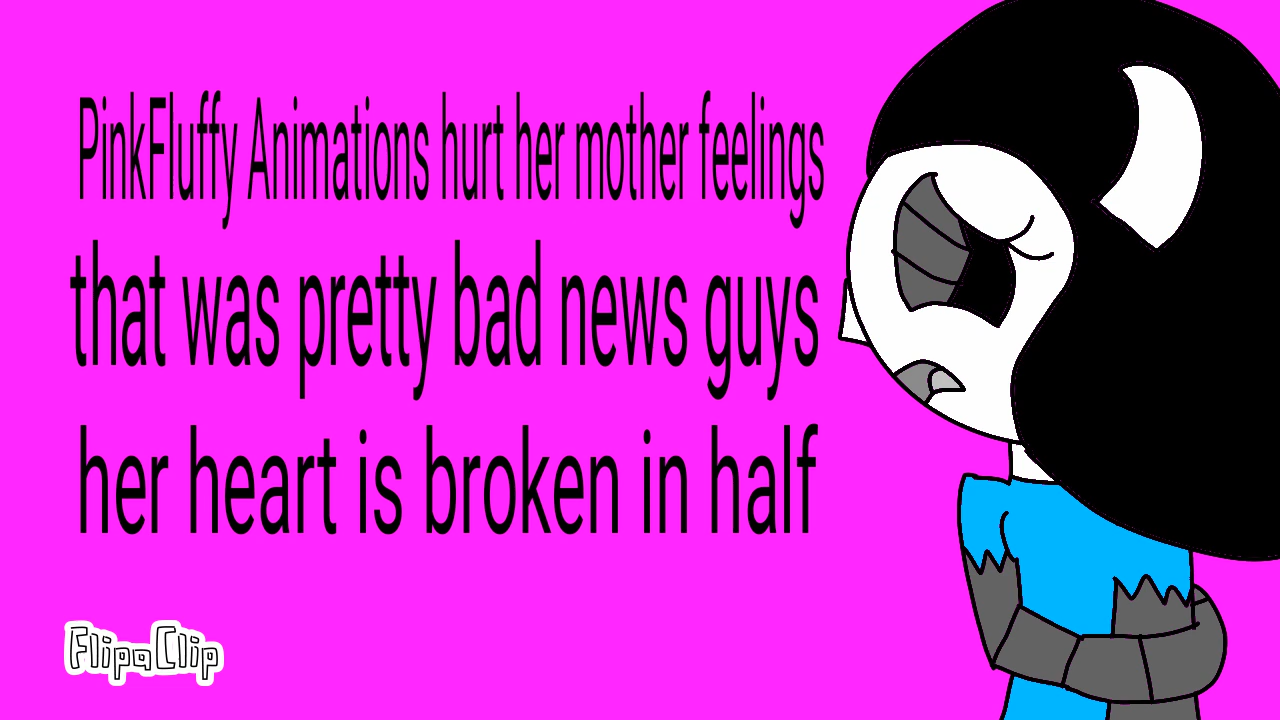 PinkFluffy Animations hurt her mother feelings
that was pretty bad news guys
her heart is broken in half
FlipaClip